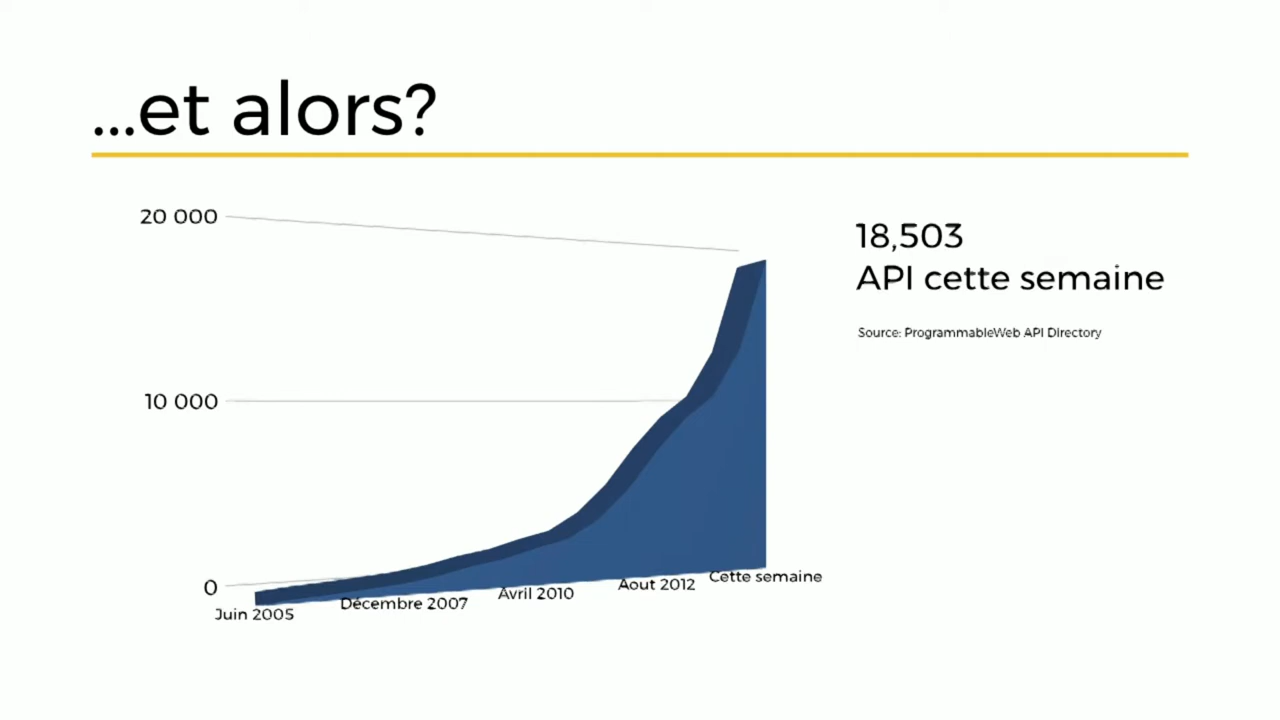 ...et alors?
20 000
10 000
0
Juin 2005
Décembre 2007
Avril 2010
Aout 2012
Cette semaine
18,503
API cette semaine
Source: ProgrammableWeb API Directory